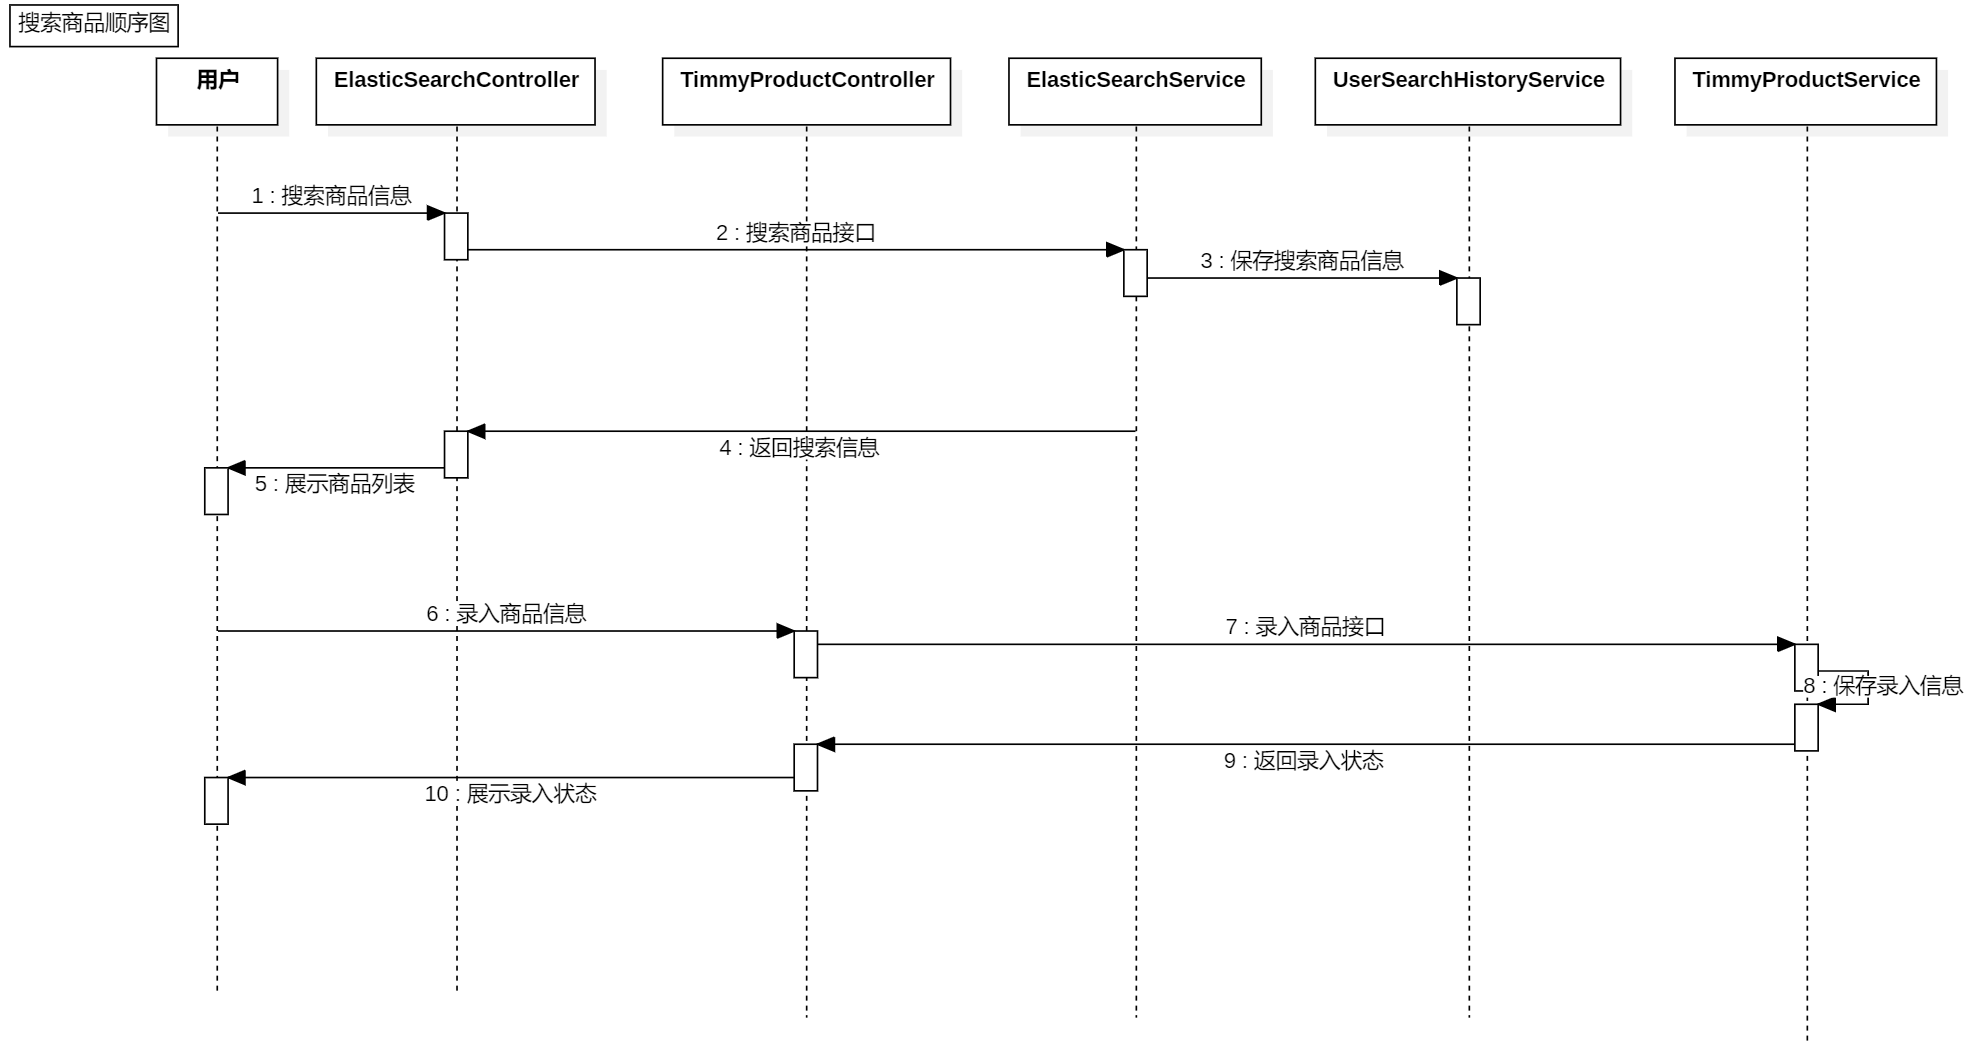 搜索商品顺序图
用户
ElasticSearchController
TimmyProductController
ElasticSearchService
UserSearchHistoryService
TimmyProductService
1 : 搜索商品信息
2 : 搜索商品接口
3 : 保存搜索商品信息
4 : 返回搜索信息
5 : 展示商品列表
6 : 录入商品信息
7 : 录入商品接口
8 : 保存录入信息
9 : 返回录入状态
10 : 展示录入状态